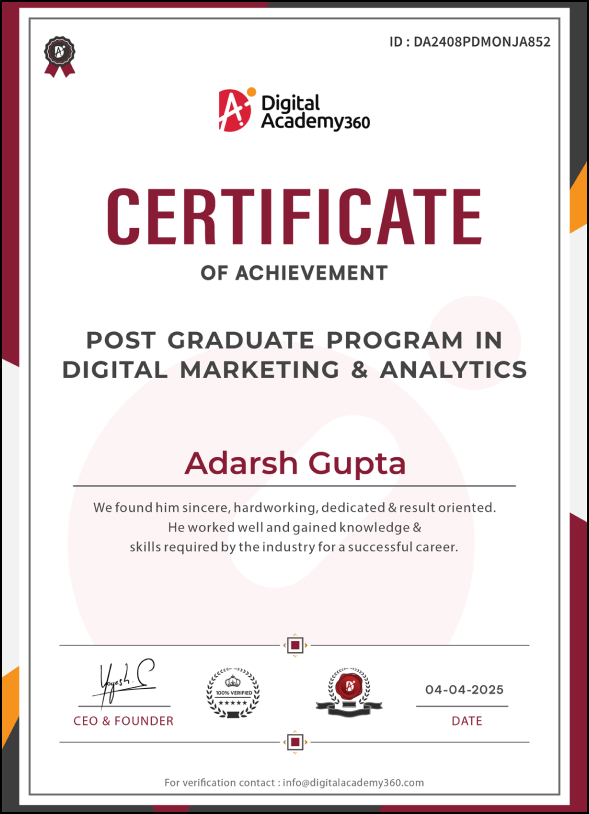 ID : DA2408PDMONJA852
Digital
Academy360
CERTIFICATE
OF ACHIEVEMENT
POST GRADUATE PROGRAM IN
DIGITAL MARKETING & ANALYTICS
Adarsh Gupta
We found him sincere, hardworking, dedicated & result oriented.
He worked well and gained knowledge &
skills required by the industry for a successful career.
Yogesh.S
100% VERIFIED
04-04-2025
CEO & FOUNDER
DATE
For verification contact : info@digitalacademy360.com